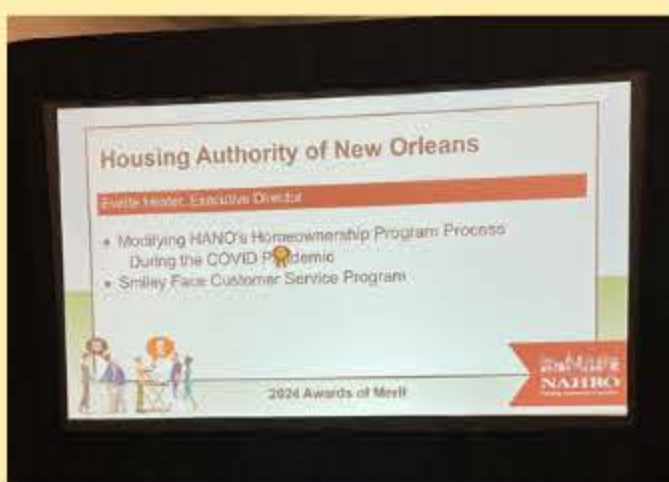 Housing Authority of New Orleans
Evette Hester, Executive Director
• Modifying HANO's Homeownership Program Process
During the COVID P demic
• Smiley Face Customer Service Program
2024 Awards of Merit
NAHRO